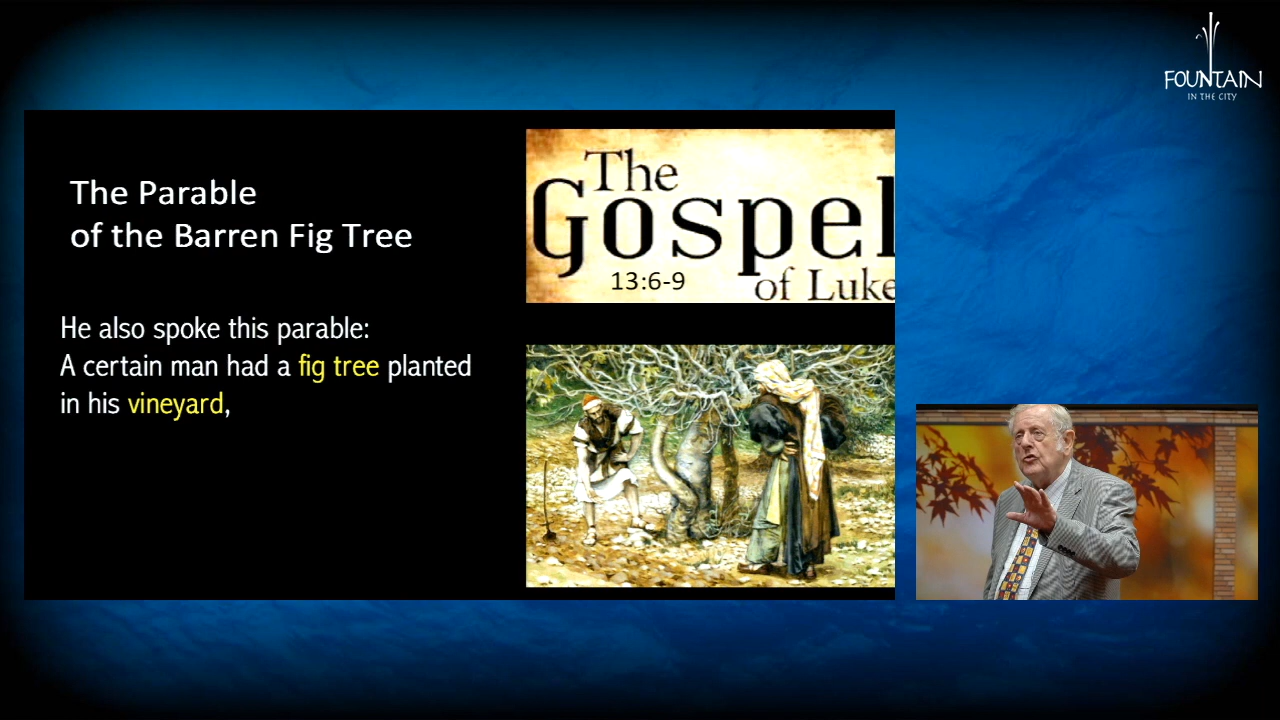 FOUNTAIN
IN THE CITY
The Parable
of the Barren Fig Tree
The
Gospel
13:6-9
of Luke
He also spoke this parable:
A certain man had a fig tree planted
in his vineyard,